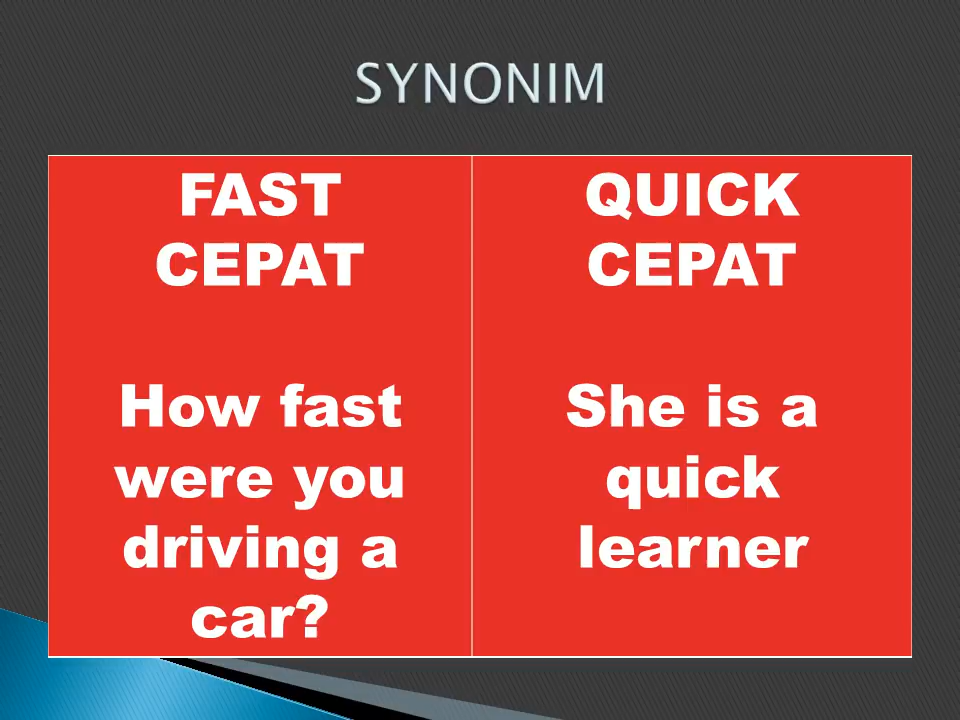 SYNONIM
FAST
CEPAT
How fast
were you
driving a
car?
QUICK
CEPAT
She is a
quick
learner